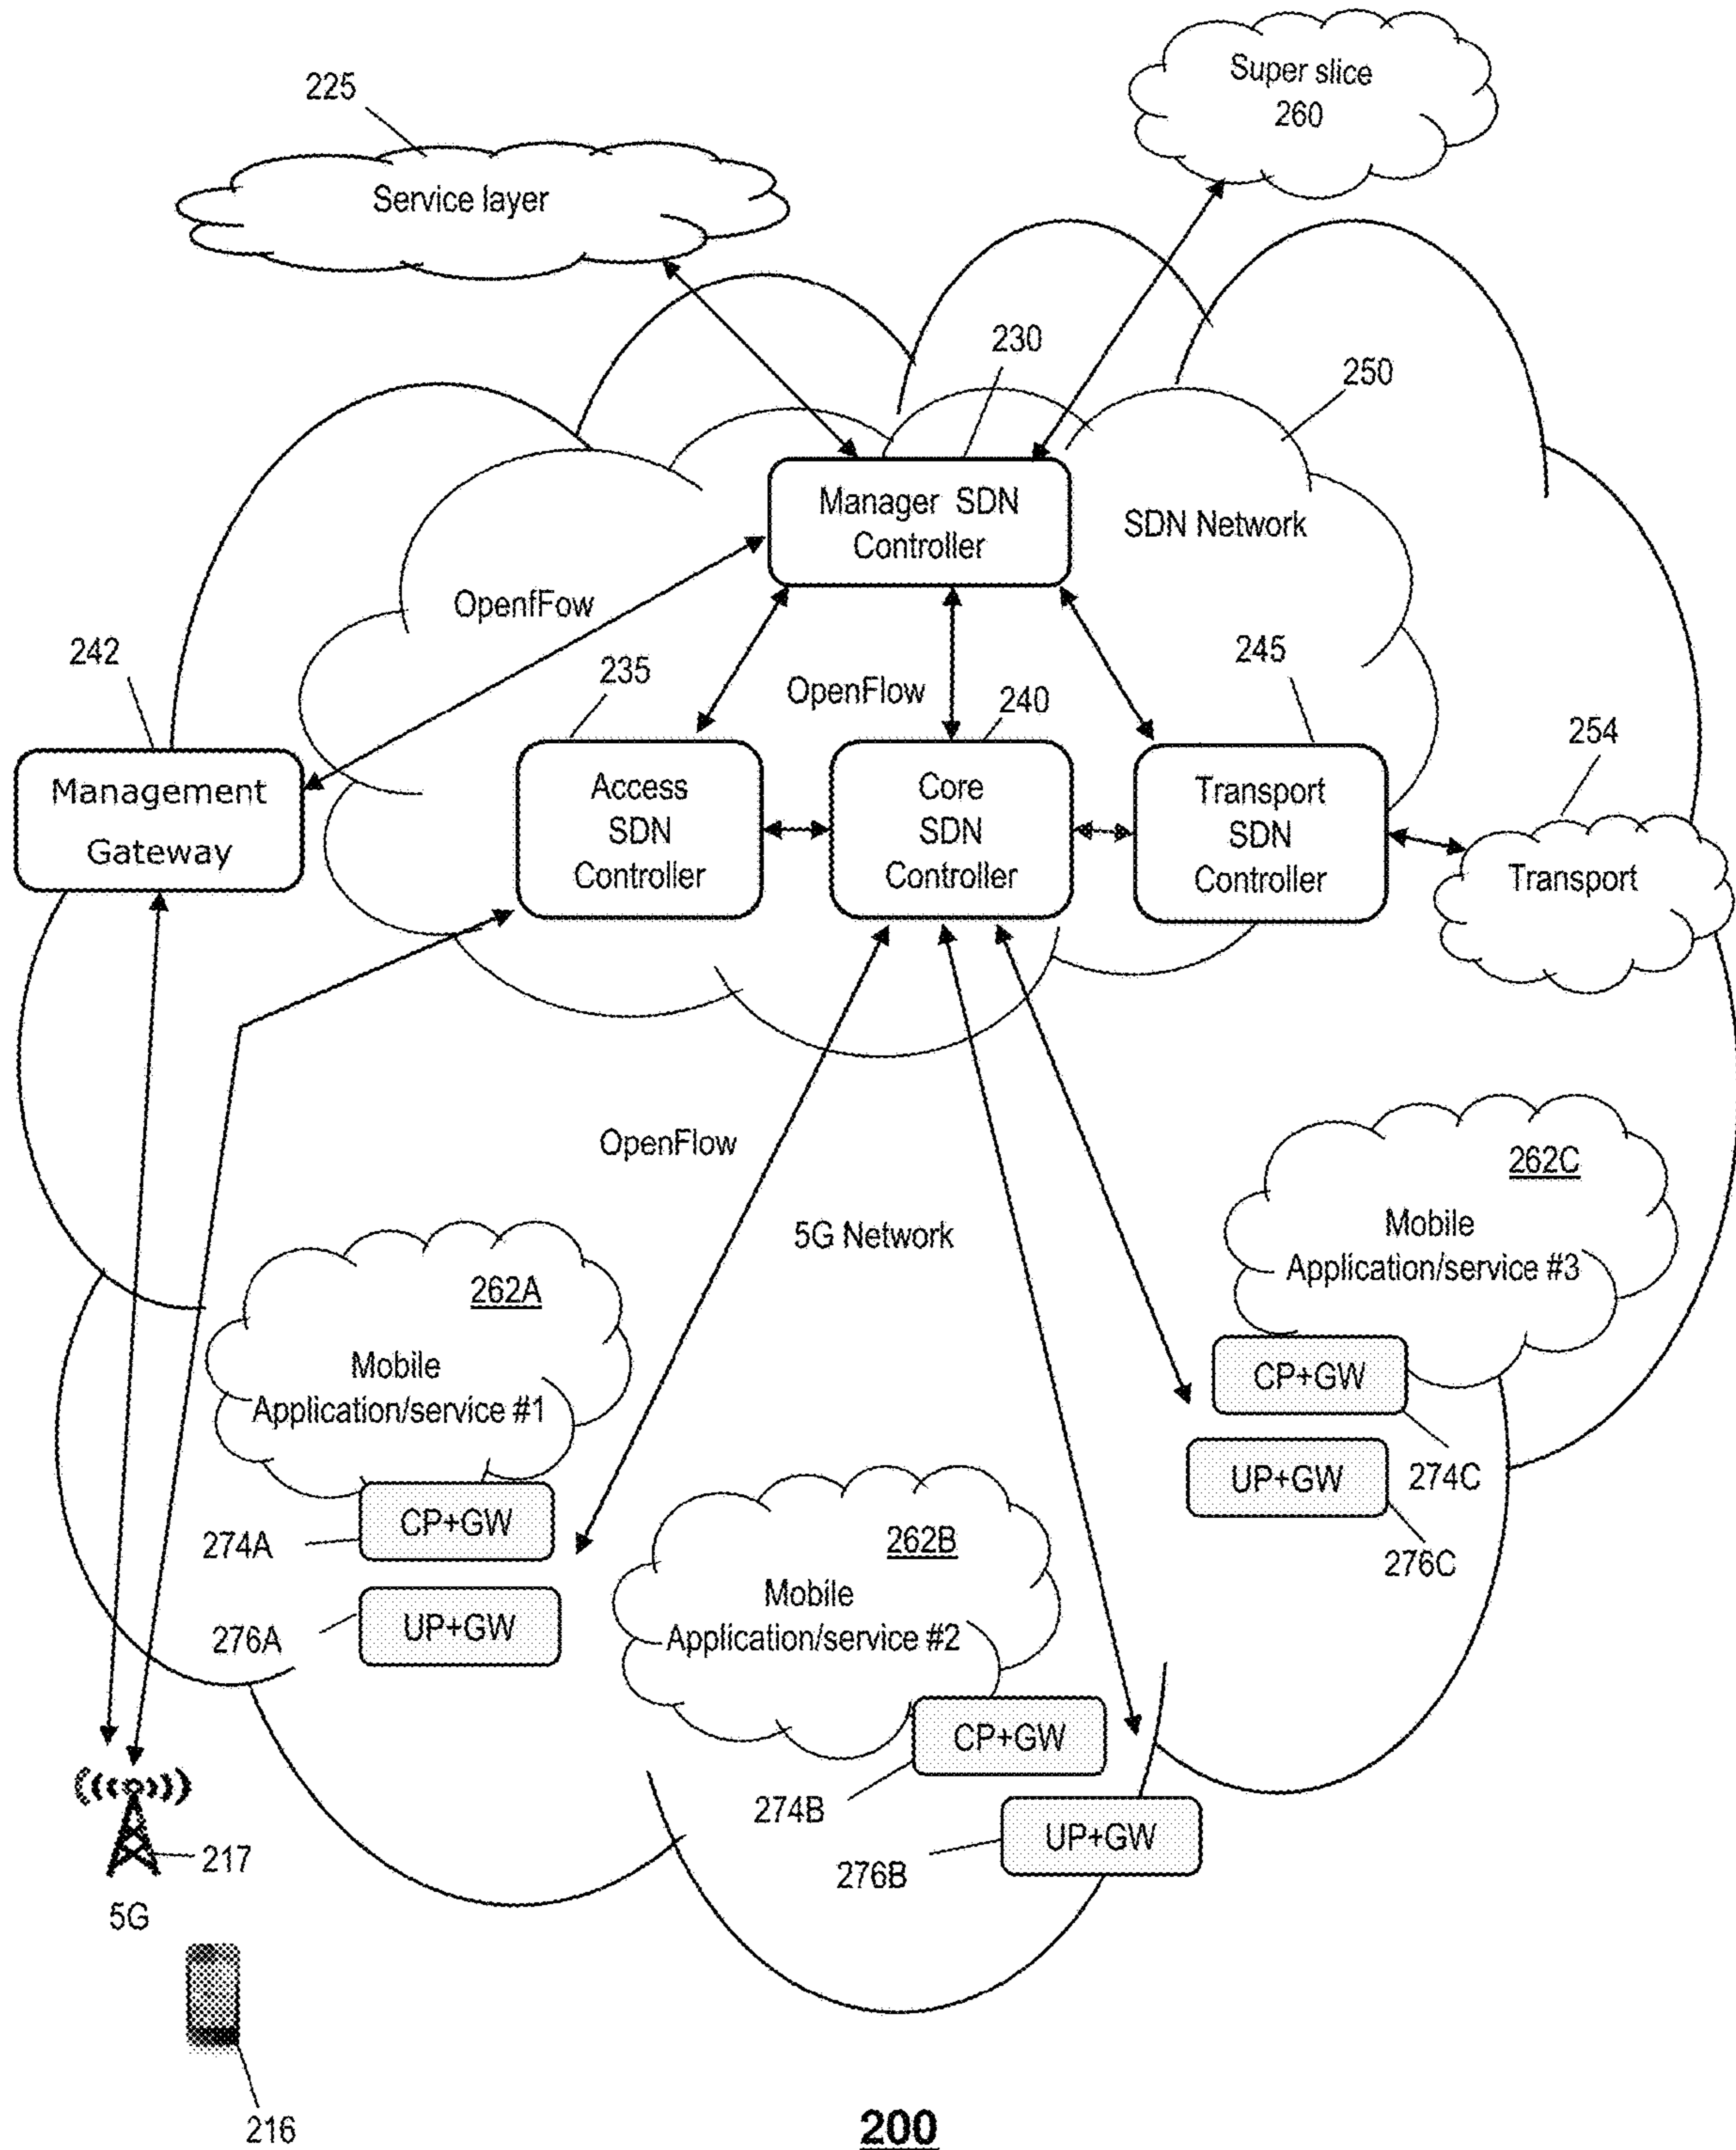 Super slice
260
225
Service layer
230
250
Manager SDN
Controller
SDN Network
OpenfFow
242
235
OpenFlow
240
245
254
Management
Gateway
Access
SDN
Controller
Core
SDN
Controller
Transport
SDN
Controller
Transport
OpenFlow
5G Network
262C
Mobile
Application/service #3
CP+GW
UP+GW
274C
276C
262A
Mobile
Application/service #1
CP+GW
274A
UP+GW
276A
262B
Mobile
Application/service #2
CP+GW
274B
UP+GW
276B
217
5G
216
200